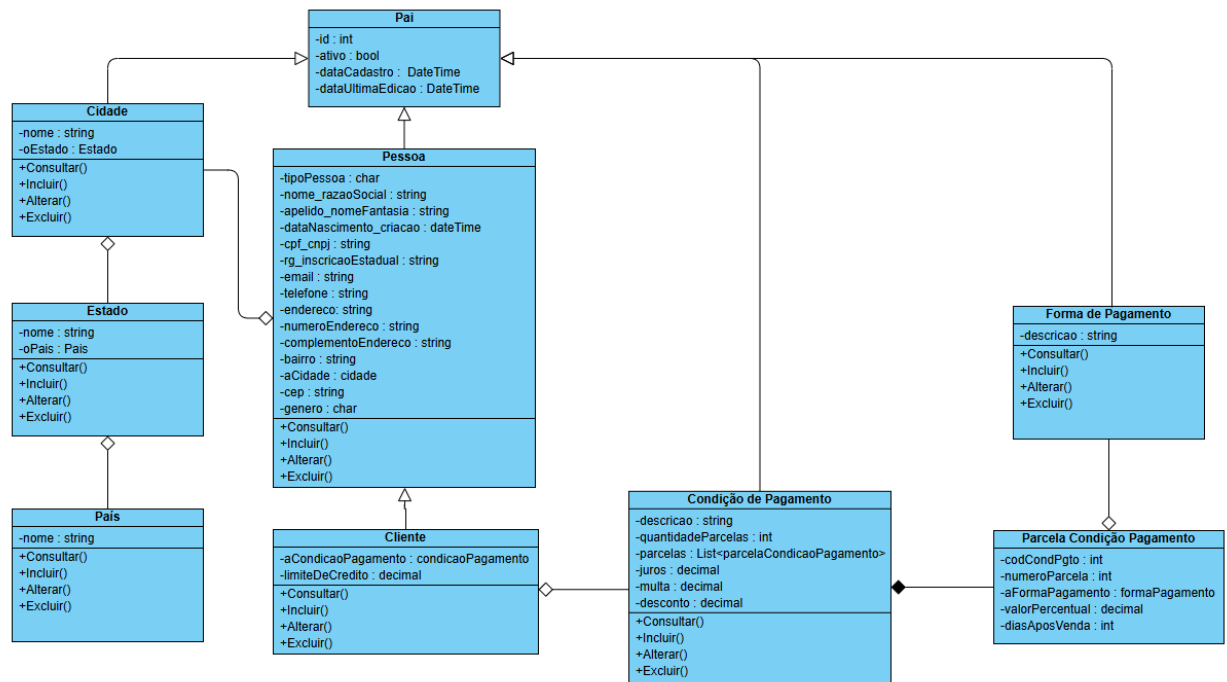 Pai
-id : int
-ativo : bool
-dataCadastro :  DateTime
-dataUltimaEdicao : DateTime
Cidade
-nome : string
-oEstado : Estado
+Consultar()
+Incluir()
+Alterar()
+Excluir()
Pessoa
-tipoPessoa : char
-nome_razaoSocial : string
-apelido_nomeFantasia : string
-dataNascimento_criacao : dateTime
-cpf_cnpj : string
-rg_inscricaoEstadual : string
-email : string
-telefone : string
-endereco: string
-numeroEndereco : string
-complementoEndereco : string
-bairro : string
-aCidade : cidade
-cep : string
-genero : char
+Consultar()
+Incluir()
+Alterar()
+Excluir()
Estado
-nome : string
-oPais : Pais
+Consultar()
+Incluir()
+Alterar()
+Excluir()
Forma de Pagamento
-descricao : string
+Consultar()
+Incluir()
+Alterar()
+Excluir()
País
-nome : string
+Consultar()
+Incluir()
+Alterar()
+Excluir()
Cliente
-aCondicaoPagamento : condicaoPagamento
-limiteDeCredito : decimal
+Consultar()
+Incluir()
+Alterar()
+Excluir()
Condição de Pagamento
-descricao : string
-quantidadeParcelas : int
-parcelas : List<parcelaCondicaoPagamento>
-juros : decimal
-multa : decimal
-desconto : decimal
+Consultar()
+Incluir()
+Alterar()
+Excluir()
Parcela Condição Pagamento
-codCondPgto : int
-numeroParcela : int
-aFormaPagamento : formaPagamento
-valorPercentual : decimal
-diasAposVenda : int